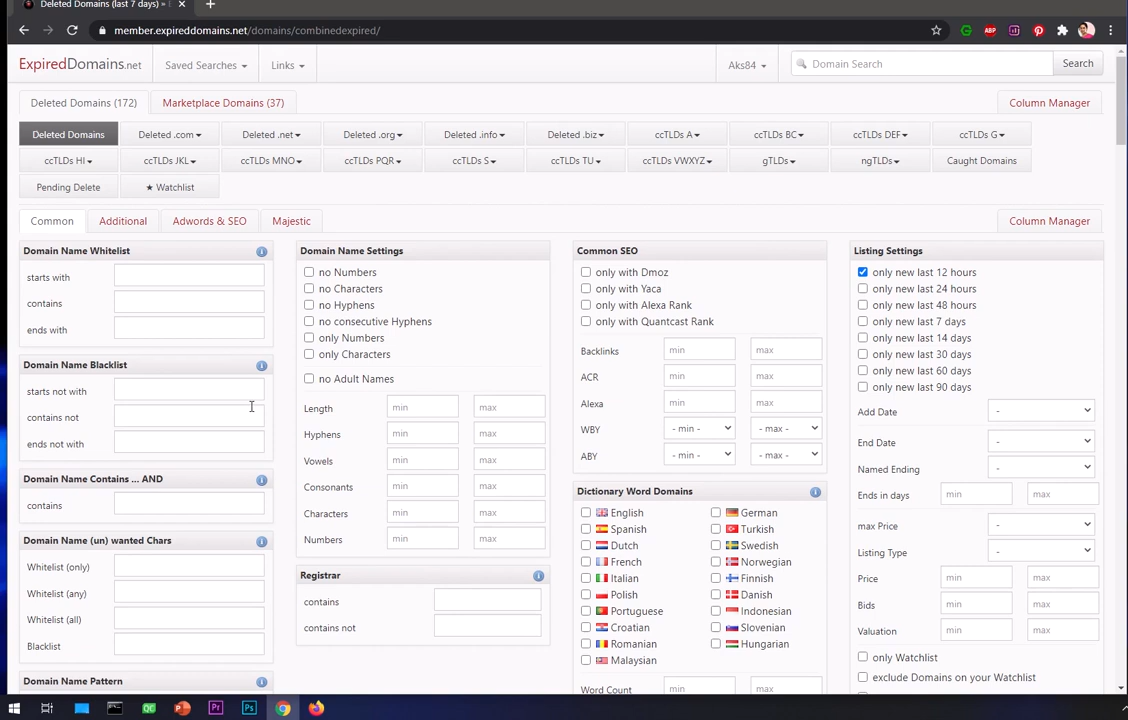 Deleted Domains (last 7 days) »
member.expireddomains.net/domains/combinedexpired/
ABP
ExpiredDomains.net
Saved Searches
Links
Aks84
Domain Search
Search
Deleted Domains (172)
Marketplace Domains (37)
Column Manager
Deleted Domains
Deleted .com
Deleted .net
Deleted .org
Deleted .info
Deleted .biz
ccTLDs A
ccTLDs BC
ccTLDs DEF
ccTLDs G
ccTLDs HI
ccTLDs JKL
ccTLDs MNO
ccTLDs PQR
ccTLDs S
ccTLDs TU
ccTLDs VWXYZ
gTLDs
ngTLDs
Caught Domains
Pending Delete
★ Watchlist
Common
Additional
Adwords & SEO
Majestic
Column Manager
Domain Name Whitelist
starts with
contains
ends with
Domain Name Blacklist
starts not with
contains not
ends not with
Domain Name Contains ... AND
contains
Domain Name (un) wanted Chars
Whitelist (only)
Whitelist (any)
Whitelist (all)
Blacklist
Domain Name Pattern
Domain Name Settings
no Numbers
no Characters
no Hyphens
no consecutive Hyphens
only Numbers
only Characters
no Adult Names
Length min max
Hyphens min max
Vowels min max
Consonants min max
Characters min max
Numbers min max
Registrar
contains
contains not
Common SEO
only with Dmoz
only with Yaca
only with Alexa Rank
only with Quantcast Rank
Backlinks min max
ACR min max
Alexa min max
WBY - min - - max -
ABY - min - - max -
Dictionary Word Domains
English German
Spanish Turkish
Dutch Swedish
French Norwegian
Italian Finnish
Polish Danish
Portuguese Indonesian
Croatian Slovenian
Romanian Hungarian
Malaysian
Word Count min max
Listing Settings
only new last 12 hours
only new last 24 hours
only new last 48 hours
only new last 7 days
only new last 14 days
only new last 30 days
only new last 60 days
only new last 90 days
Add Date -
End Date -
Named Ending -
Ends in days min max
max Price -
Listing Type -
Price min max
Bids min max
Valuation min max
only Watchlist
exclude Domains on your Watchlist
QC
Pr
Ps